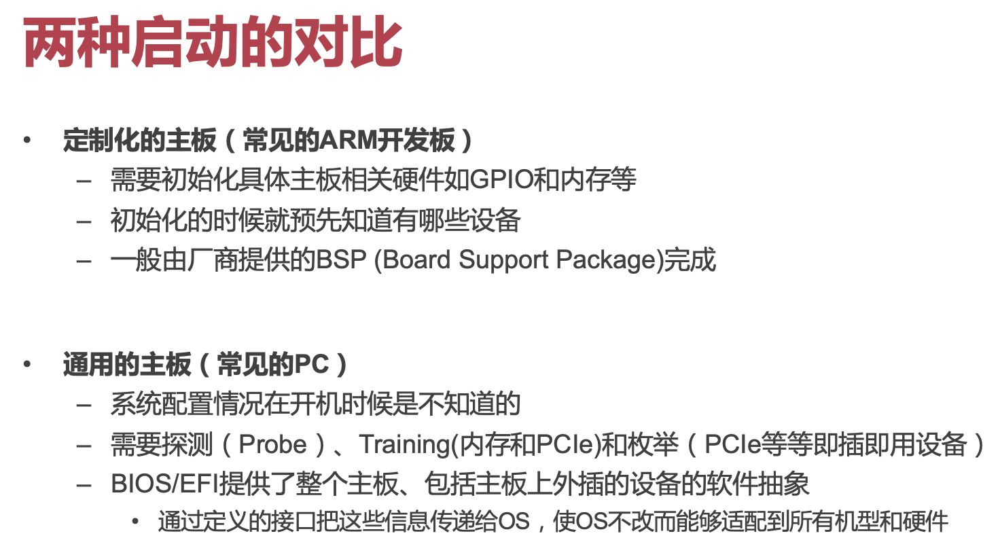 两种启动的对比
• 定制化的主板（常见的ARM开发板）
– 需要初始化具体主板相关硬件如GPIO和内存等
– 初始化的时候就预先知道有哪些设备
– 一般由厂商提供的BSP (Board Support Package)完成
• 通用的主板（常见的PC）
– 系统配置情况在开机时候是不知道的
– 需要探测（Probe）、Training(内存和PCIe)和枚举（PCIe等等即插即用设备）
– BIOS/EFI提供了整个主板、包括主板上外插的设备的软件抽象
• 通过定义的接口把这些信息传递给OS，使OS不改而能够适配到所有机型和硬件